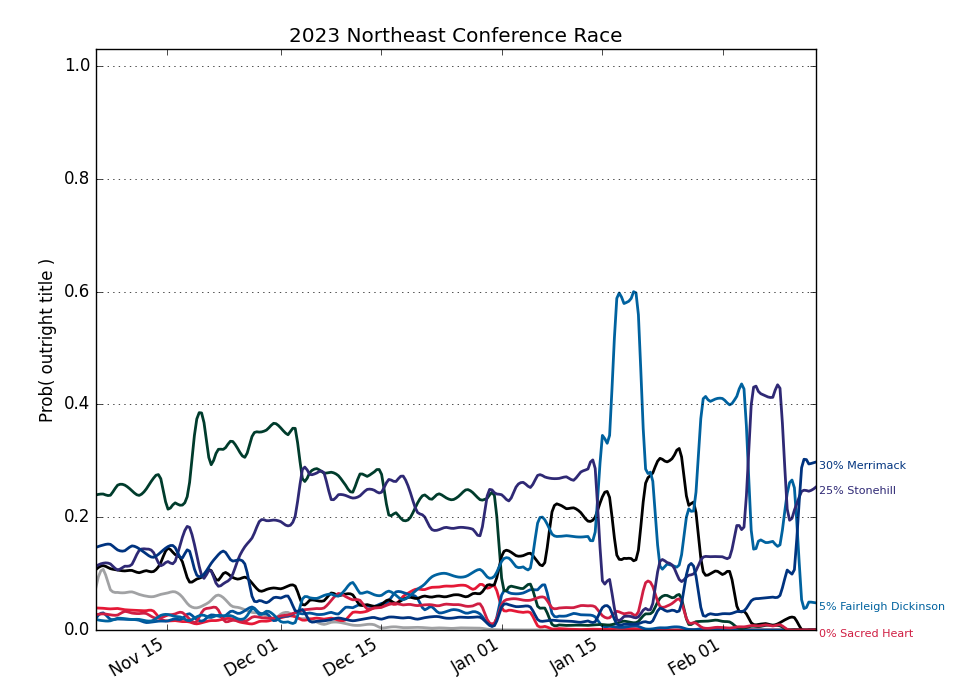 2023 Northeast Conference Race
Prob( outright title )
1.0
0.8
0.6
0.4
0.2
0.0
30% Merrimack
25% Stonehill
5% Fairleigh Dickinson
0% Sacred Heart
Nov 15
Dec 01
Dec 15
Jan 01
Jan 15
Feb 01